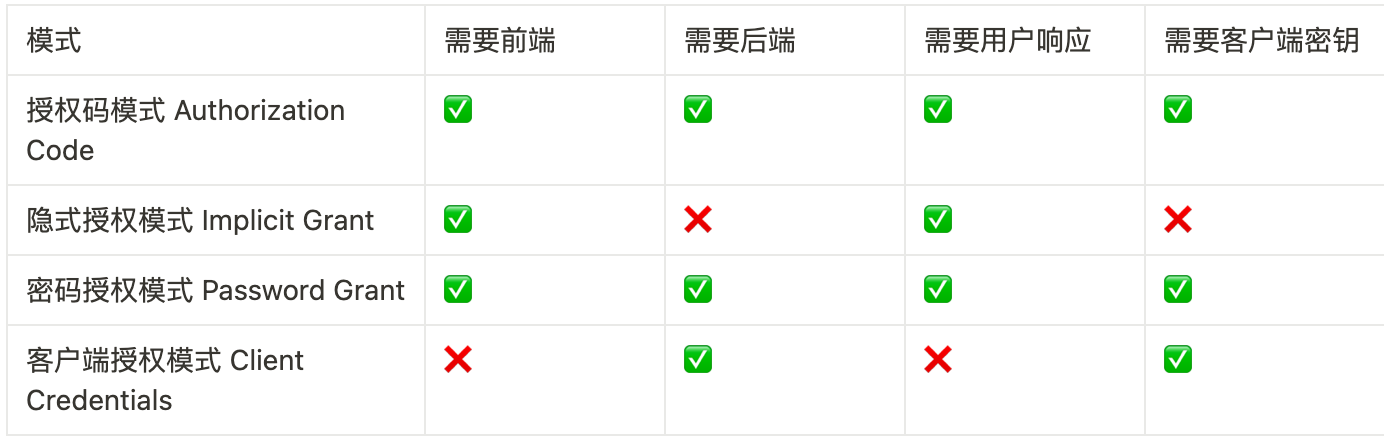 模式 需要前端 需要后端 需要用户响应 需要客户端密钥
授权码模式 Authorization ✅ ✅ ✅ ✅
Code
隐式授权模式 Implicit Grant ✅ ❌ ✅ ❌
密码授权模式 Password Grant ✅ ✅ ✅ ✅
客户端授权模式 Client ❌ ✅ ❌ ✅
Credentials